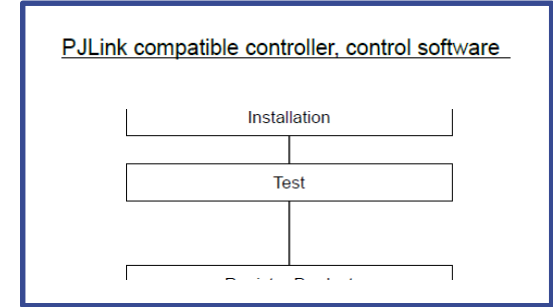 PJLink compatible controller, control software
Installation
Test